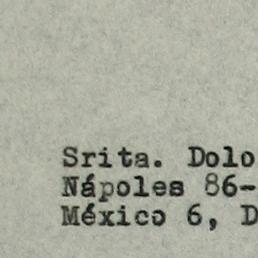 Srita. Dolo
Nápoles 86-
México 6, D